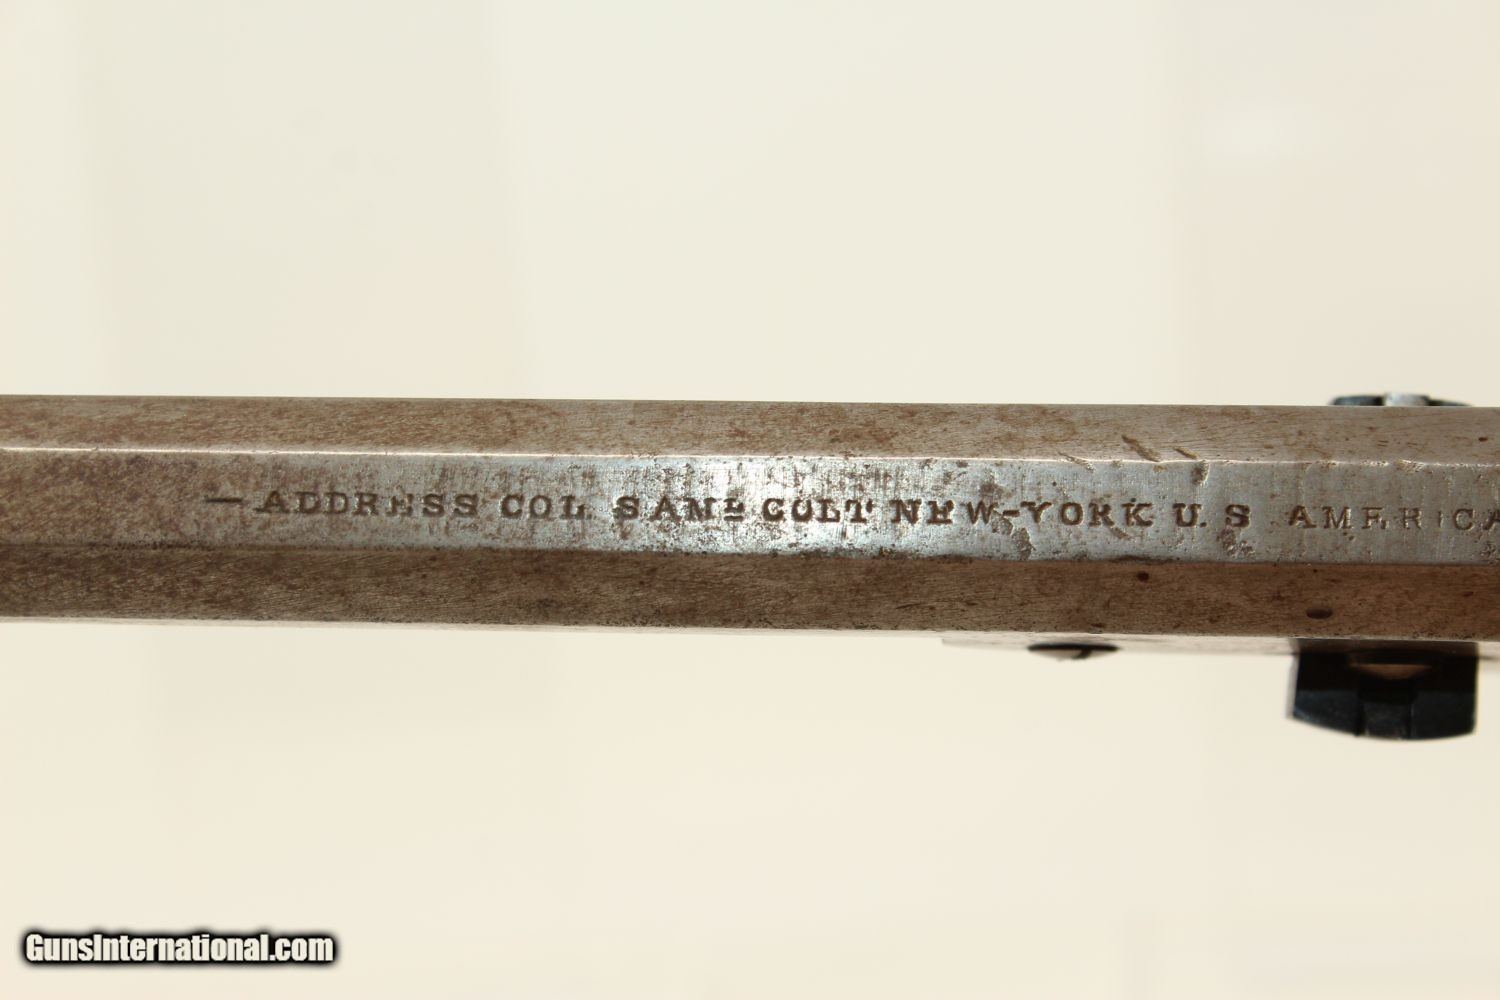 —ADDRESS COL. SAML COLT NEW-YORK U.S AMERICA
GunsInternational.com